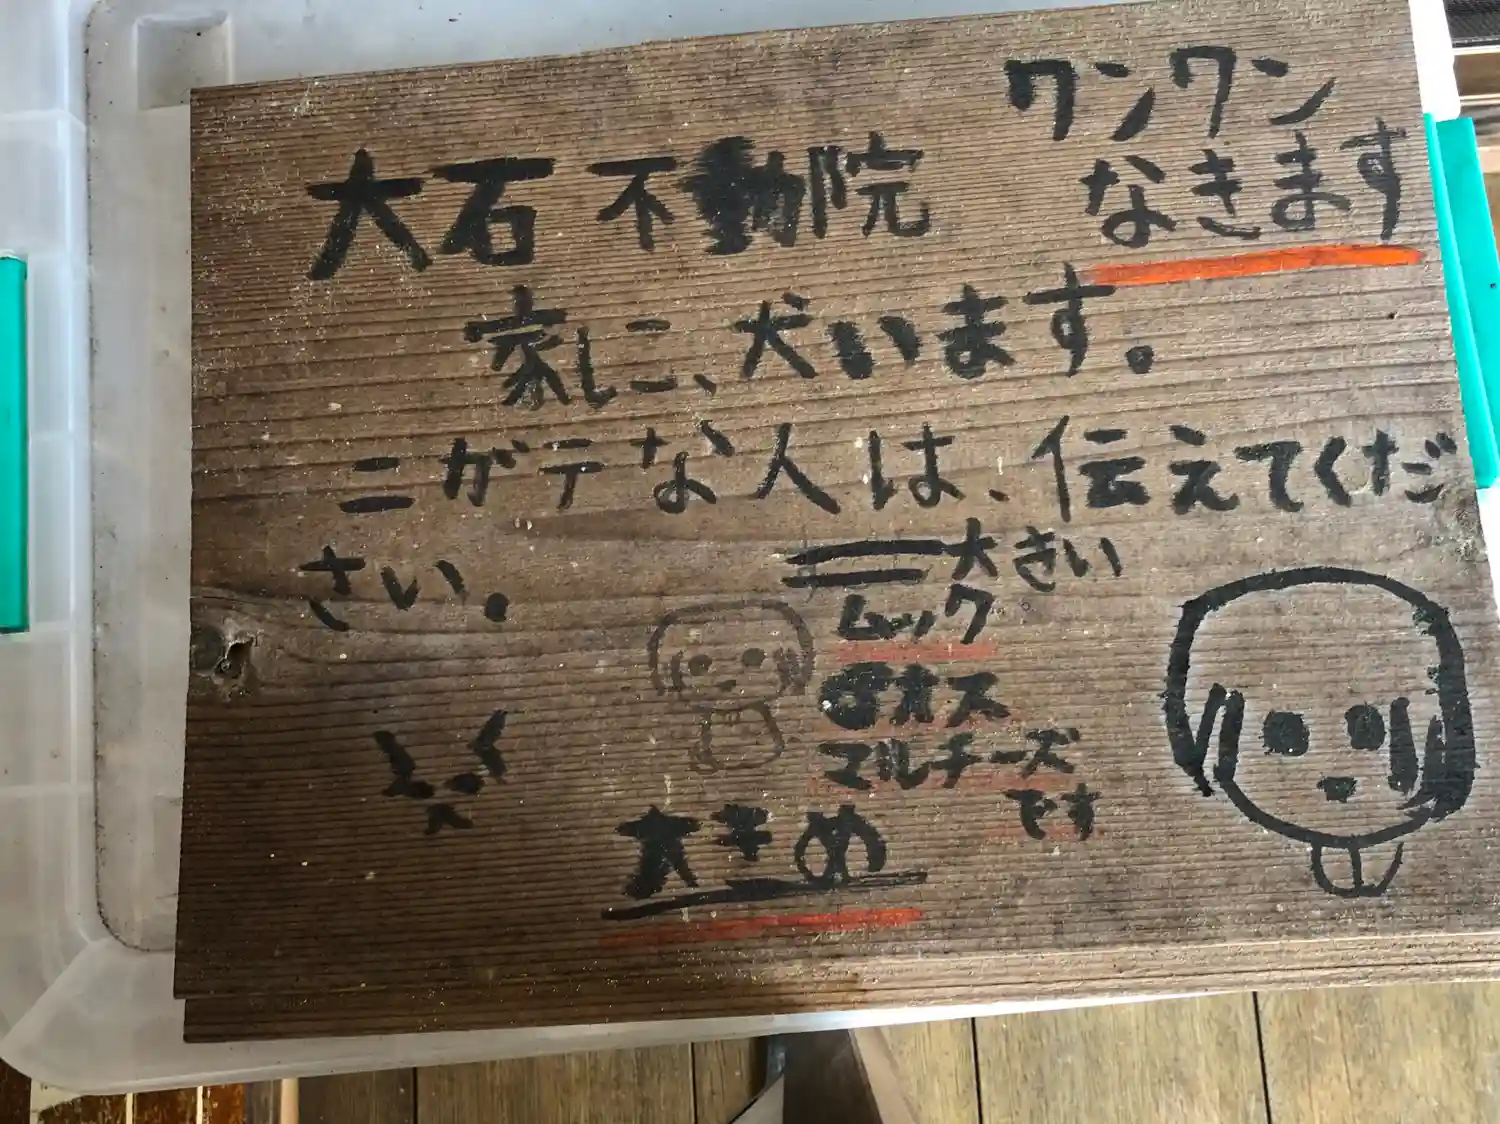 ワンワン
なきます
大石不動院
家に、犬います。
ニガテな人は、伝えてくだ
さい。
大きい
ムック
オス
マルチーズ
です
大きめ